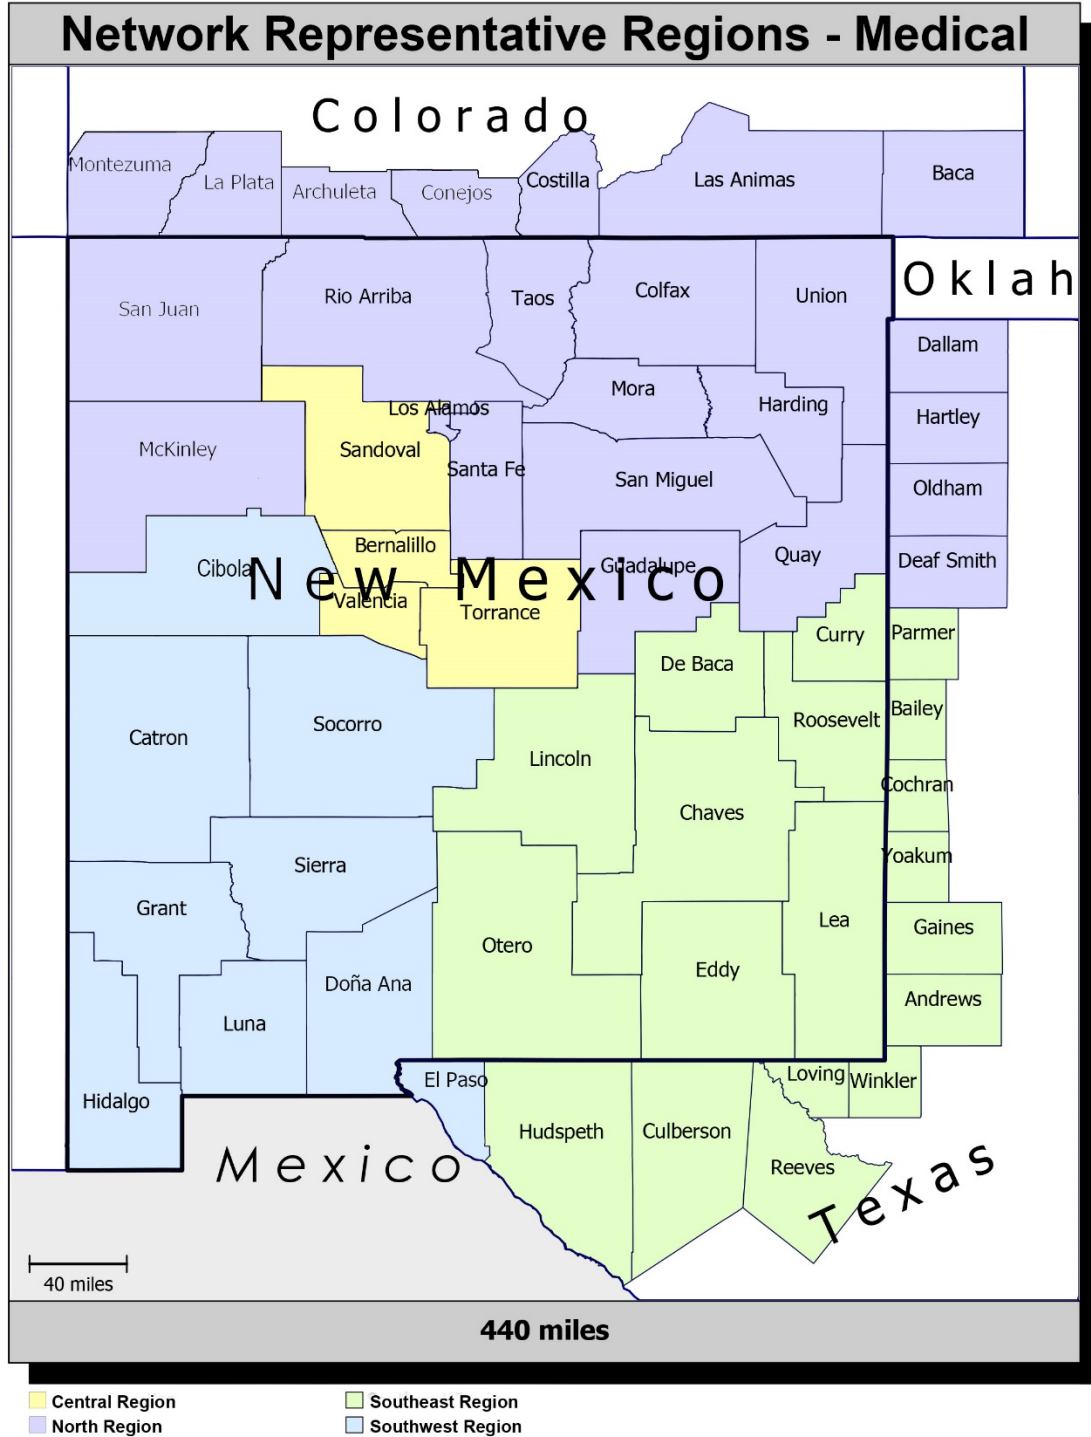 Network Representative Regions - Medical
Colorado
Montezuma
La Plata
Archuleta
Conejos
Costilla
Las Animas
Baca
Oklah
San Juan
Rio Arriba
Taos
Colfax
Union
Dallam
Mora
Harding
Los Alamos
Hartley
McKinley
Sandoval
Santa Fe
San Miguel
Oldham
Bernalillo
Cibola
New Mexico
Guadalupe
Quay
Deaf Smith
Valencia
Torrance
Curry
Parmer
De Baca
Catron
Socorro
Lincoln
Roosevelt
Bailey
Chaves
Cochran
Sierra
Yoakum
Grant
Otero
Lea
Gaines
Doña Ana
Eddy
Andrews
Luna
Hidalgo
El Paso
Loving
Winkler
Hudspeth
Culberson
Reeves
Mexico
Texas
40 miles
440 miles
Central Region
Southeast Region
North Region
Southwest Region